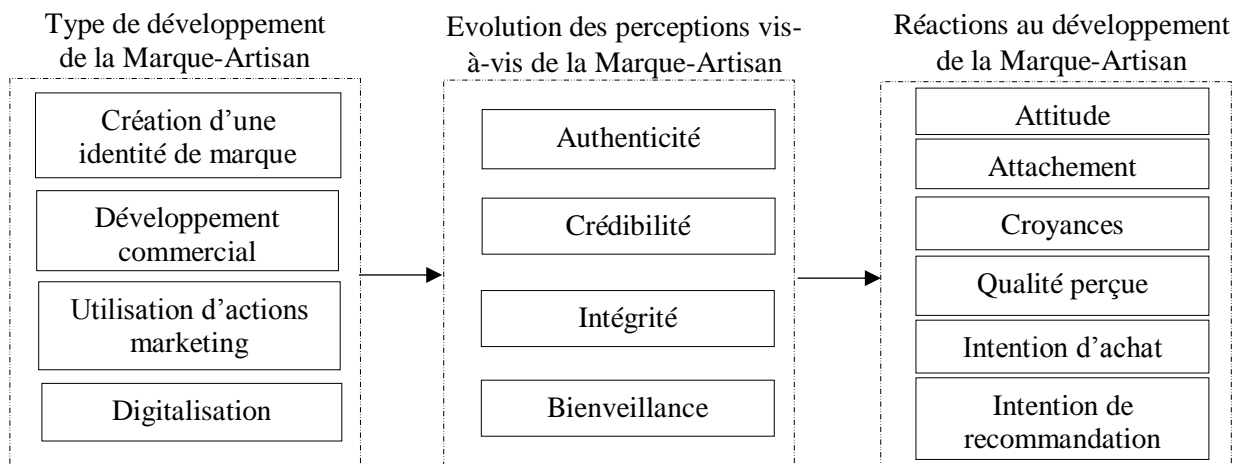 Type de développement
de la Marque-Artisan
Création d’une
identité de marque
Développement
commercial
Utilisation d’actions
marketing
Digitalisation
Evolution des perceptions vis-
à-vis de la Marque-Artisan
Authenticité
Crédibilité
Intégrité
Bienveillance
Réactions au développement
de la Marque-Artisan
Attitude
Attachement
Croyances
Qualité perçue
Intention d’achat
Intention de
recommandation